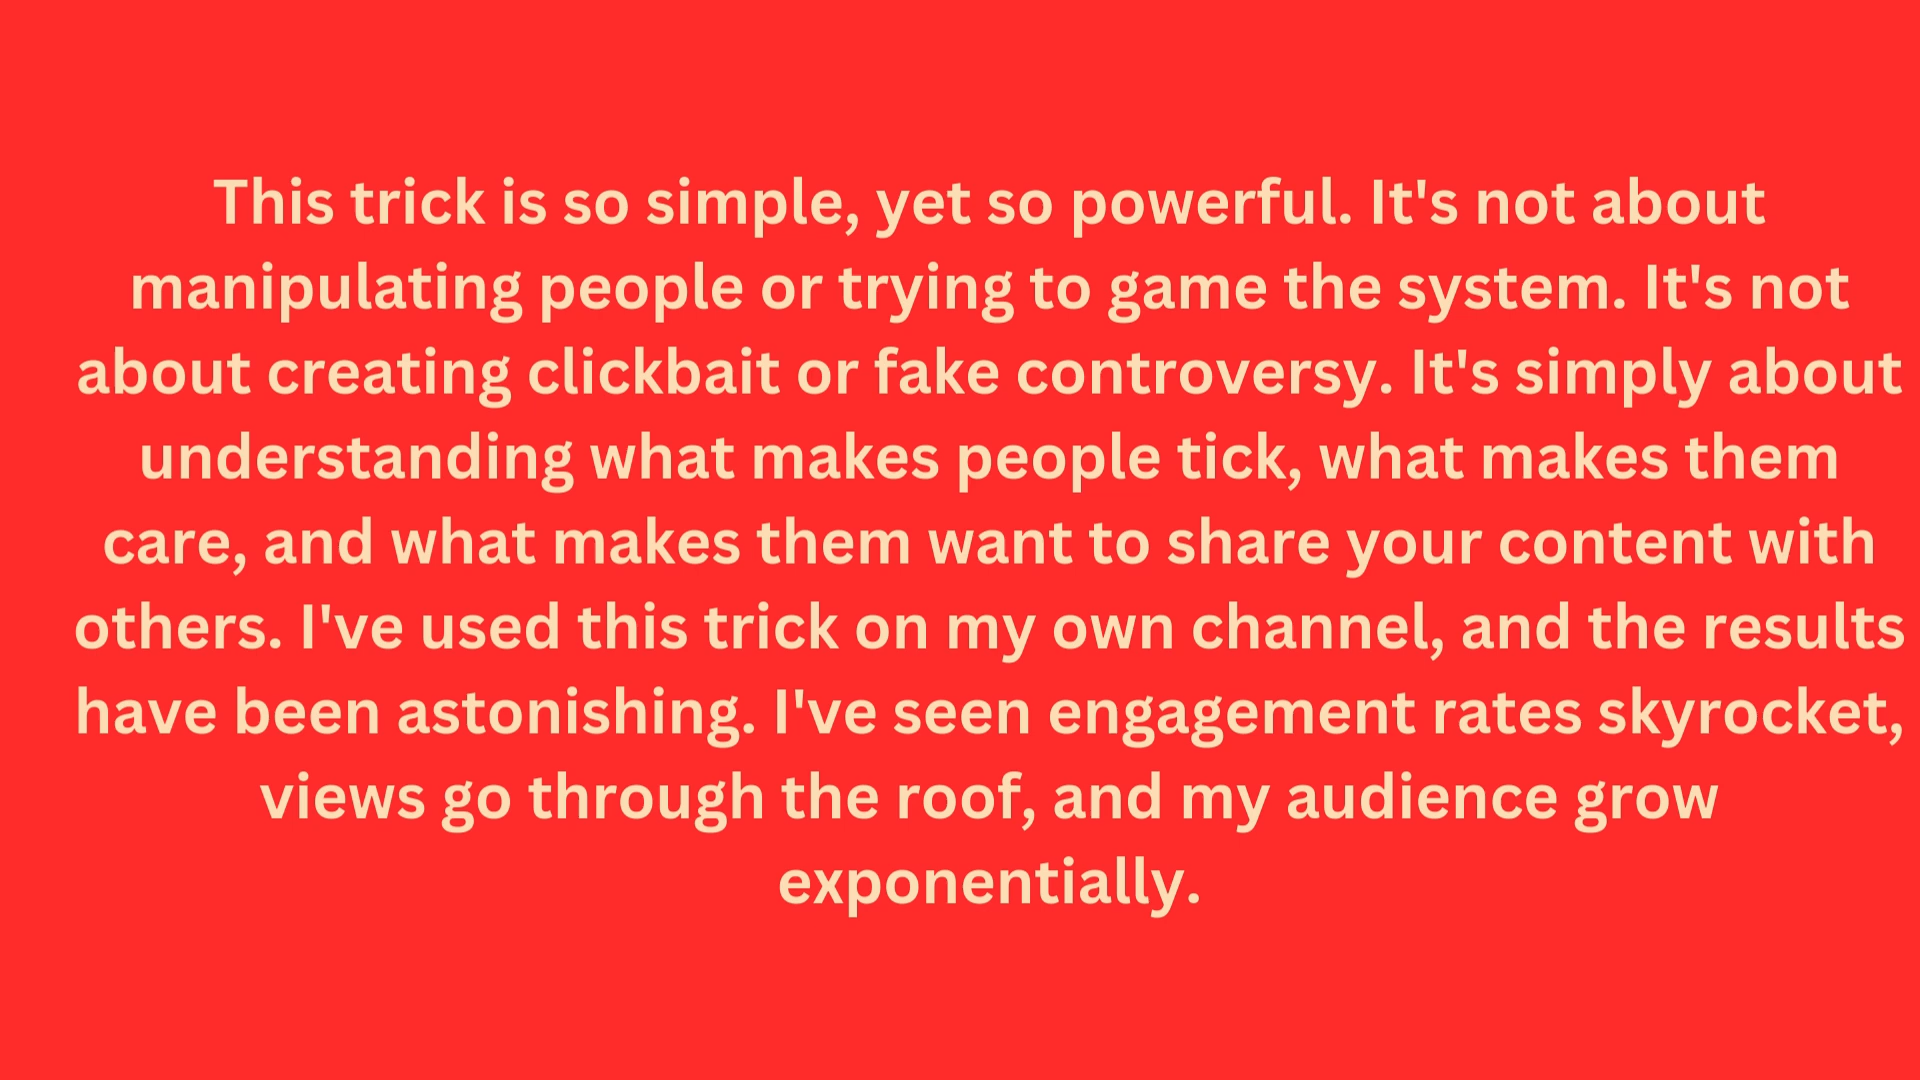 This trick is so simple, yet so powerful. It's not about
manipulating people or trying to game the system. It's not
about creating clickbait or fake controversy. It's simply about
understanding what makes people tick, what makes them
care, and what makes them want to share your content with
others. I've used this trick on my own channel, and the results
have been astonishing. I've seen engagement rates skyrocket,
views go through the roof, and my audience grow
exponentially.